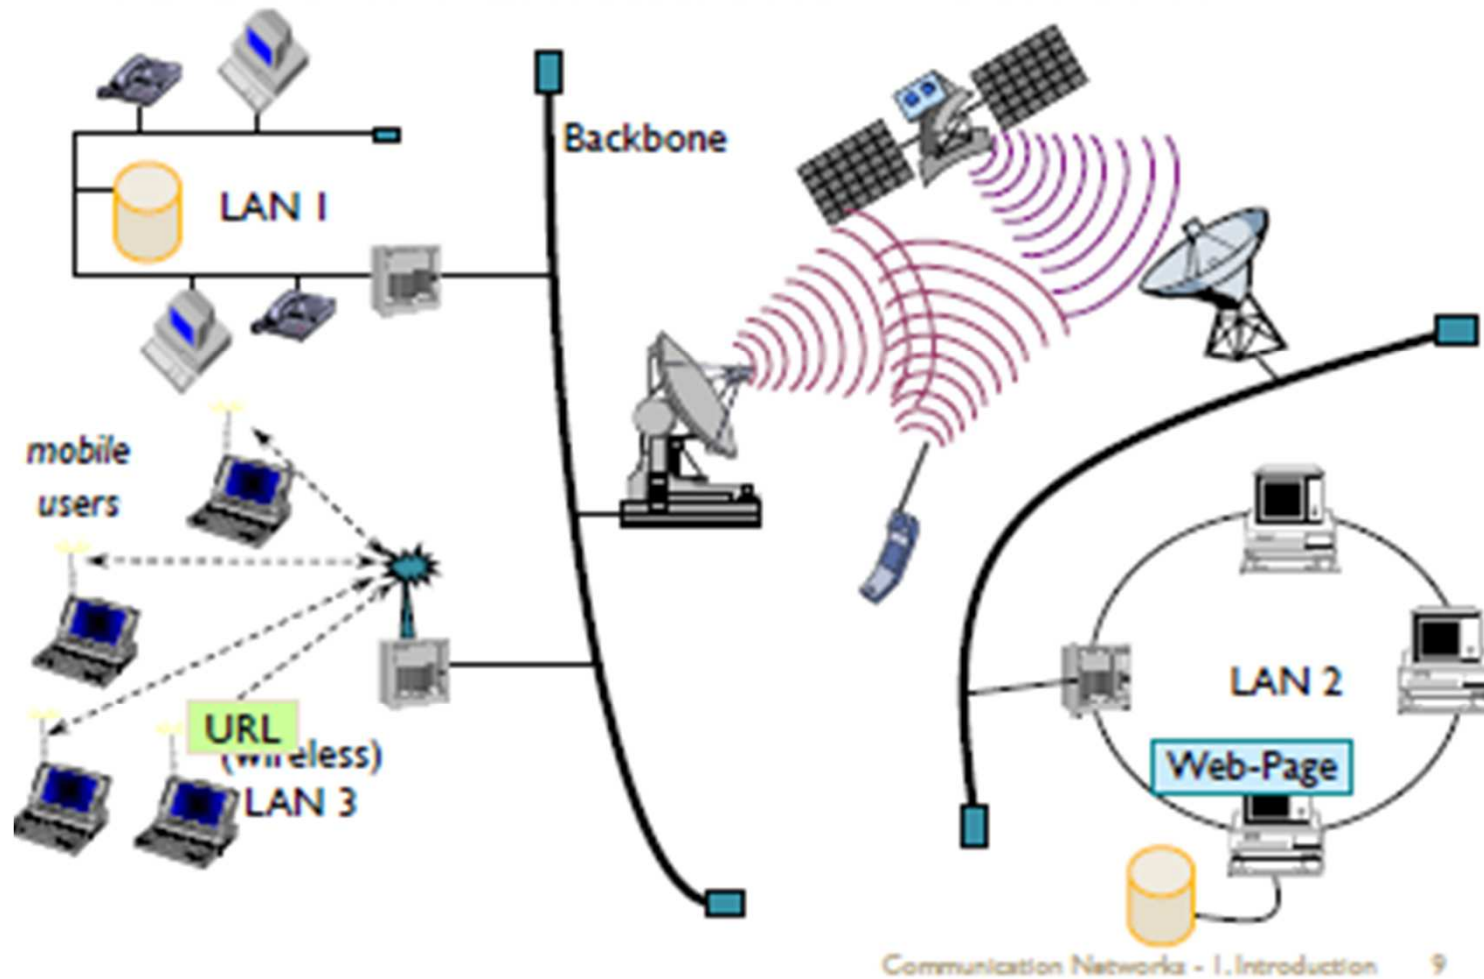 Backbone
LAN 1
mobile
users
URL
(wireless)
LAN 3
LAN 2
Web-Page
Communication Networks - 1. Introduction 9